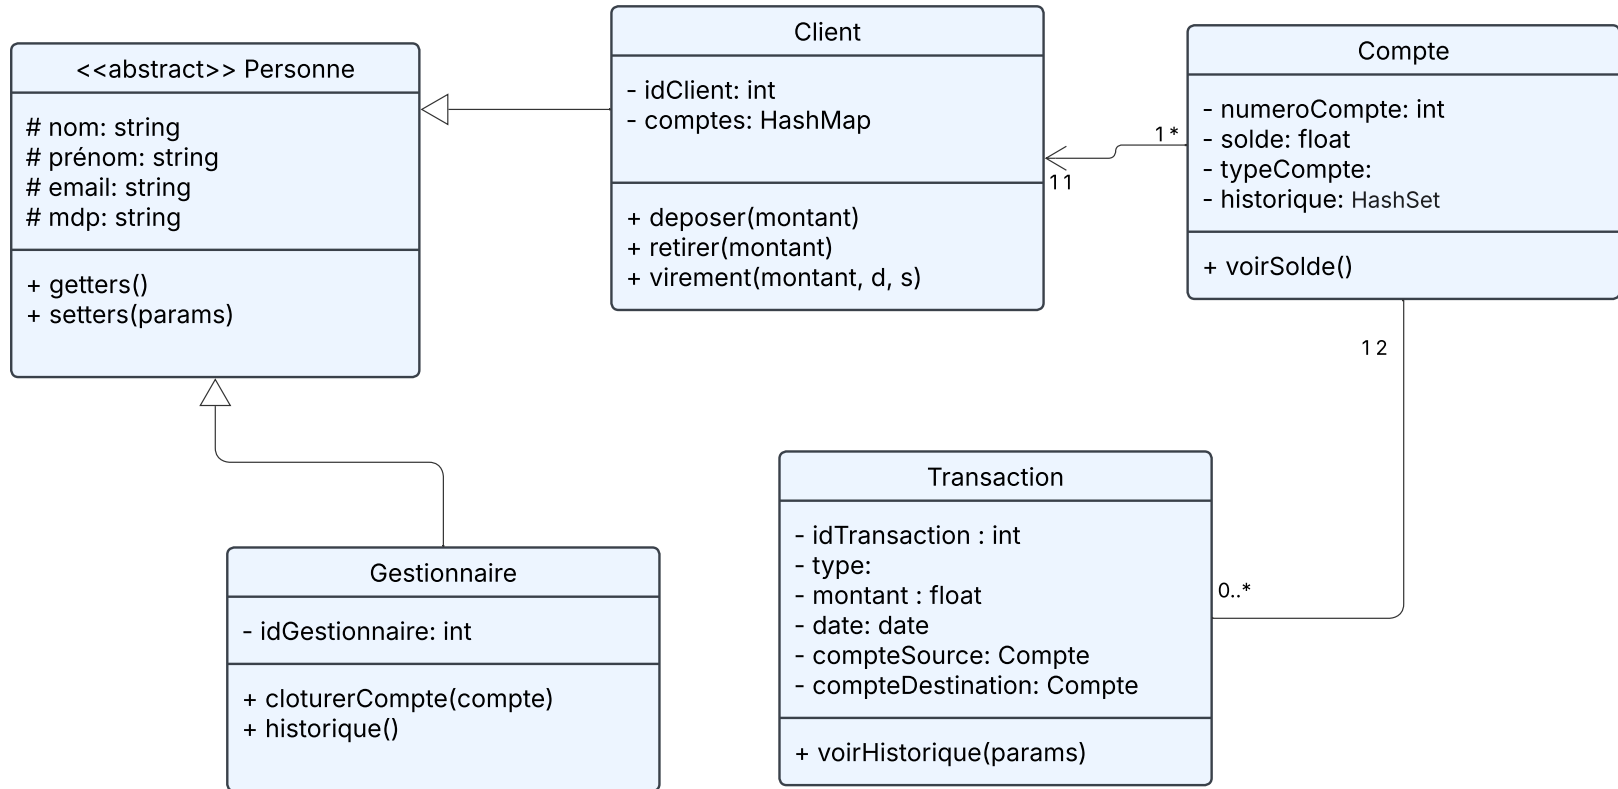 <<abstract>> Personne
# nom: string
# prénom: string
# email: string
# mdp: string
+ getters()
+ setters(params)
Client
- idClient: int
- comptes: HashMap
+ deposer(montant)
+ retirer(montant)
+ virement(montant, d, s)
1 *
1 1
Compte
- numeroCompte: int
- solde: float
- typeCompte:
- historique: HashSet
+ voirSolde()
1 2
0..*
Gestionnaire
- idGestionnaire: int
+ cloturerCompte(compte)
+ historique()
Transaction
- idTransaction : int
- type:
- montant : float
- date: date
- compteSource: Compte
- compteDestination: Compte
+ voirHistorique(params)